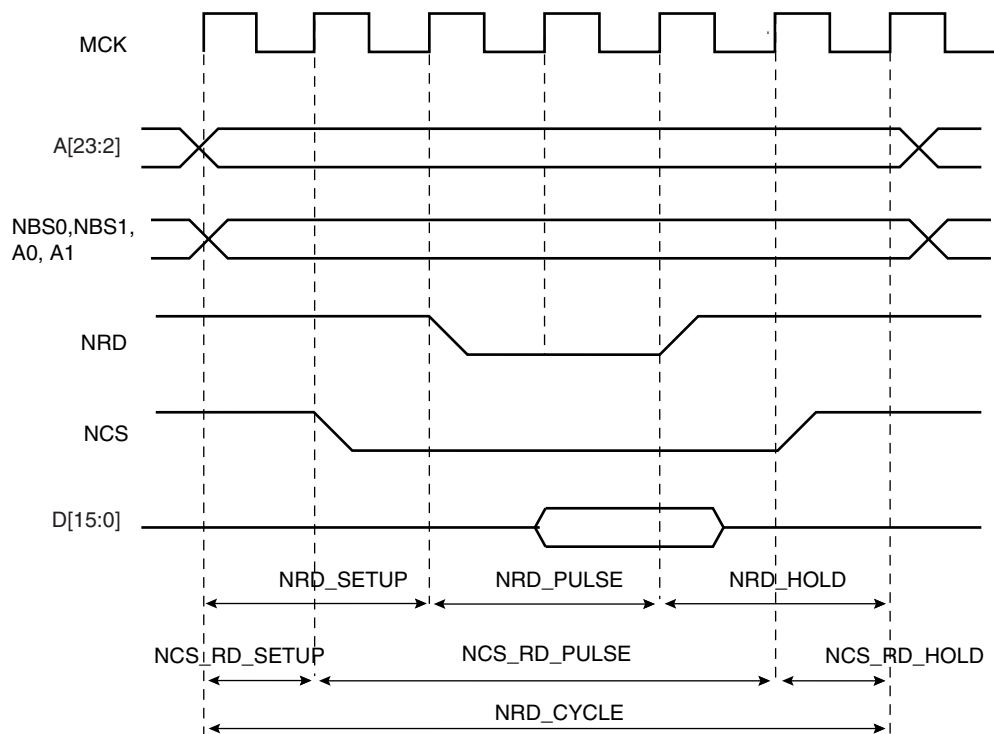 MCK
A[23:2]
NBS0,NBS1,
A0, A1
NRD
NCS
D[15:0]
NRD_SETUP NRD_PULSE NRD_HOLD
NCS_RD_SETUP NCS_RD_PULSE NCS_RD_HOLD
NRD_CYCLE